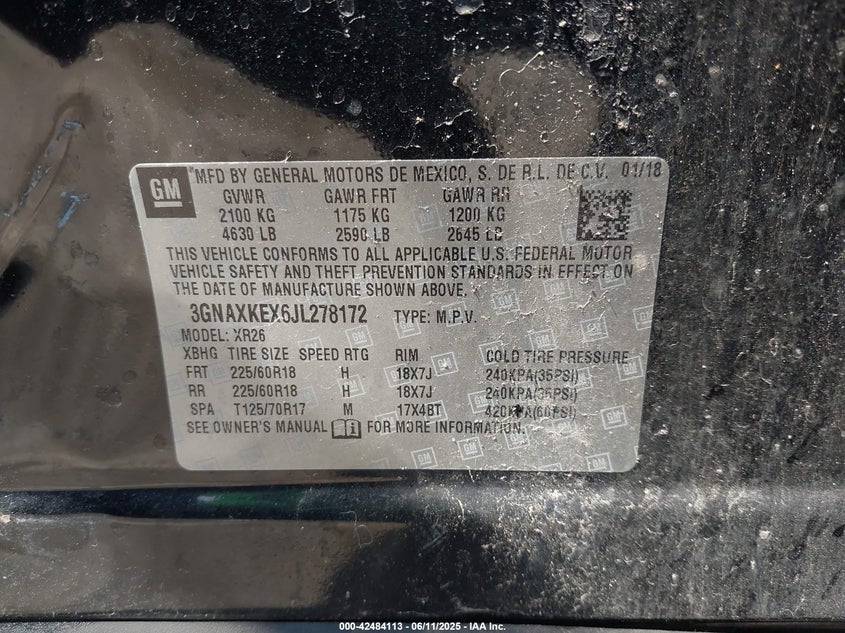 GM
*MFD BY GENERAL MOTORS DE MEXICO, S. DE R.L. DE C.V. 01/18
GVWR GAWR FRT GAWR RR
2100 KG 1175 KG 1200 KG
4630 LB 2590 LB 2645 LB
THIS VEHICLE CONFORMS TO ALL APPLICABLE U.S. FEDERAL MOTOR
VEHICLE SAFETY AND THEFT PREVENTION STANDARDS IN EFFECT ON
THE DATE OF MANUFACTURE SHOWN ABOVE.
3GNAXKEX6JL278172 TYPE: M.P.V.
MODEL: XR26
XBHG TIRE SIZE SPEED RTG RIM COLD TIRE PRESSURE
FRT 225/60R18 H 18X7J 240KPA(35PSI)
RR 225/60R18 H 18X7J 240KPA(35PSI)
SPA T125/70R17 M 17X4BT 420KPA(60PSI)
SEE OWNER'S MANUAL FOR MORE INFORMATION.
000-42484113 - 06/11/2025 - IAA Inc.